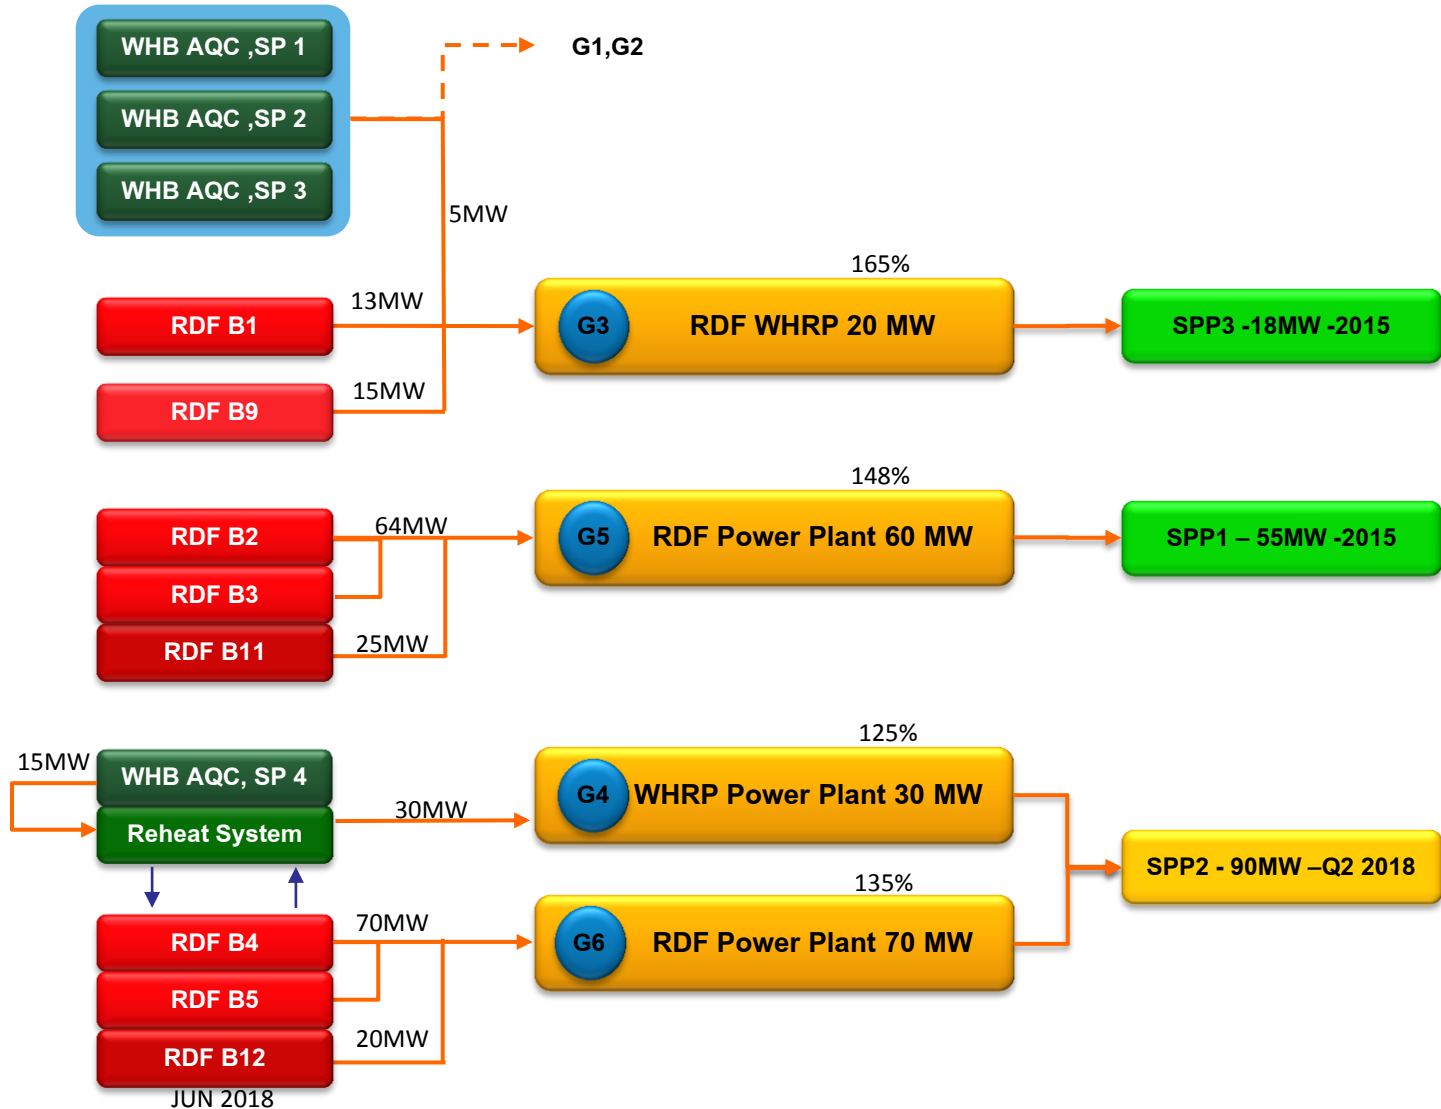 WHB AQC ,SP 1
G1,G2
WHB AQC ,SP 2
WHB AQC ,SP 3
5MW
165%
13MW
RDF B1
G3
RDF WHRP 20 MW
SPP3 -18MW -2015
15MW
RDF B9
148%
RDF B2
64MW
G5
RDF Power Plant 60 MW
SPP1 – 55MW -2015
RDF B3
RDF B11
25MW
125%
15MW
WHB AQC, SP 4
G4
WHRP Power Plant 30 MW
30MW
Reheat System
SPP2 - 90MW –Q2 2018
135%
70MW
RDF B4
G6
RDF Power Plant 70 MW
RDF B5
20MW
RDF B12
JUN 2018